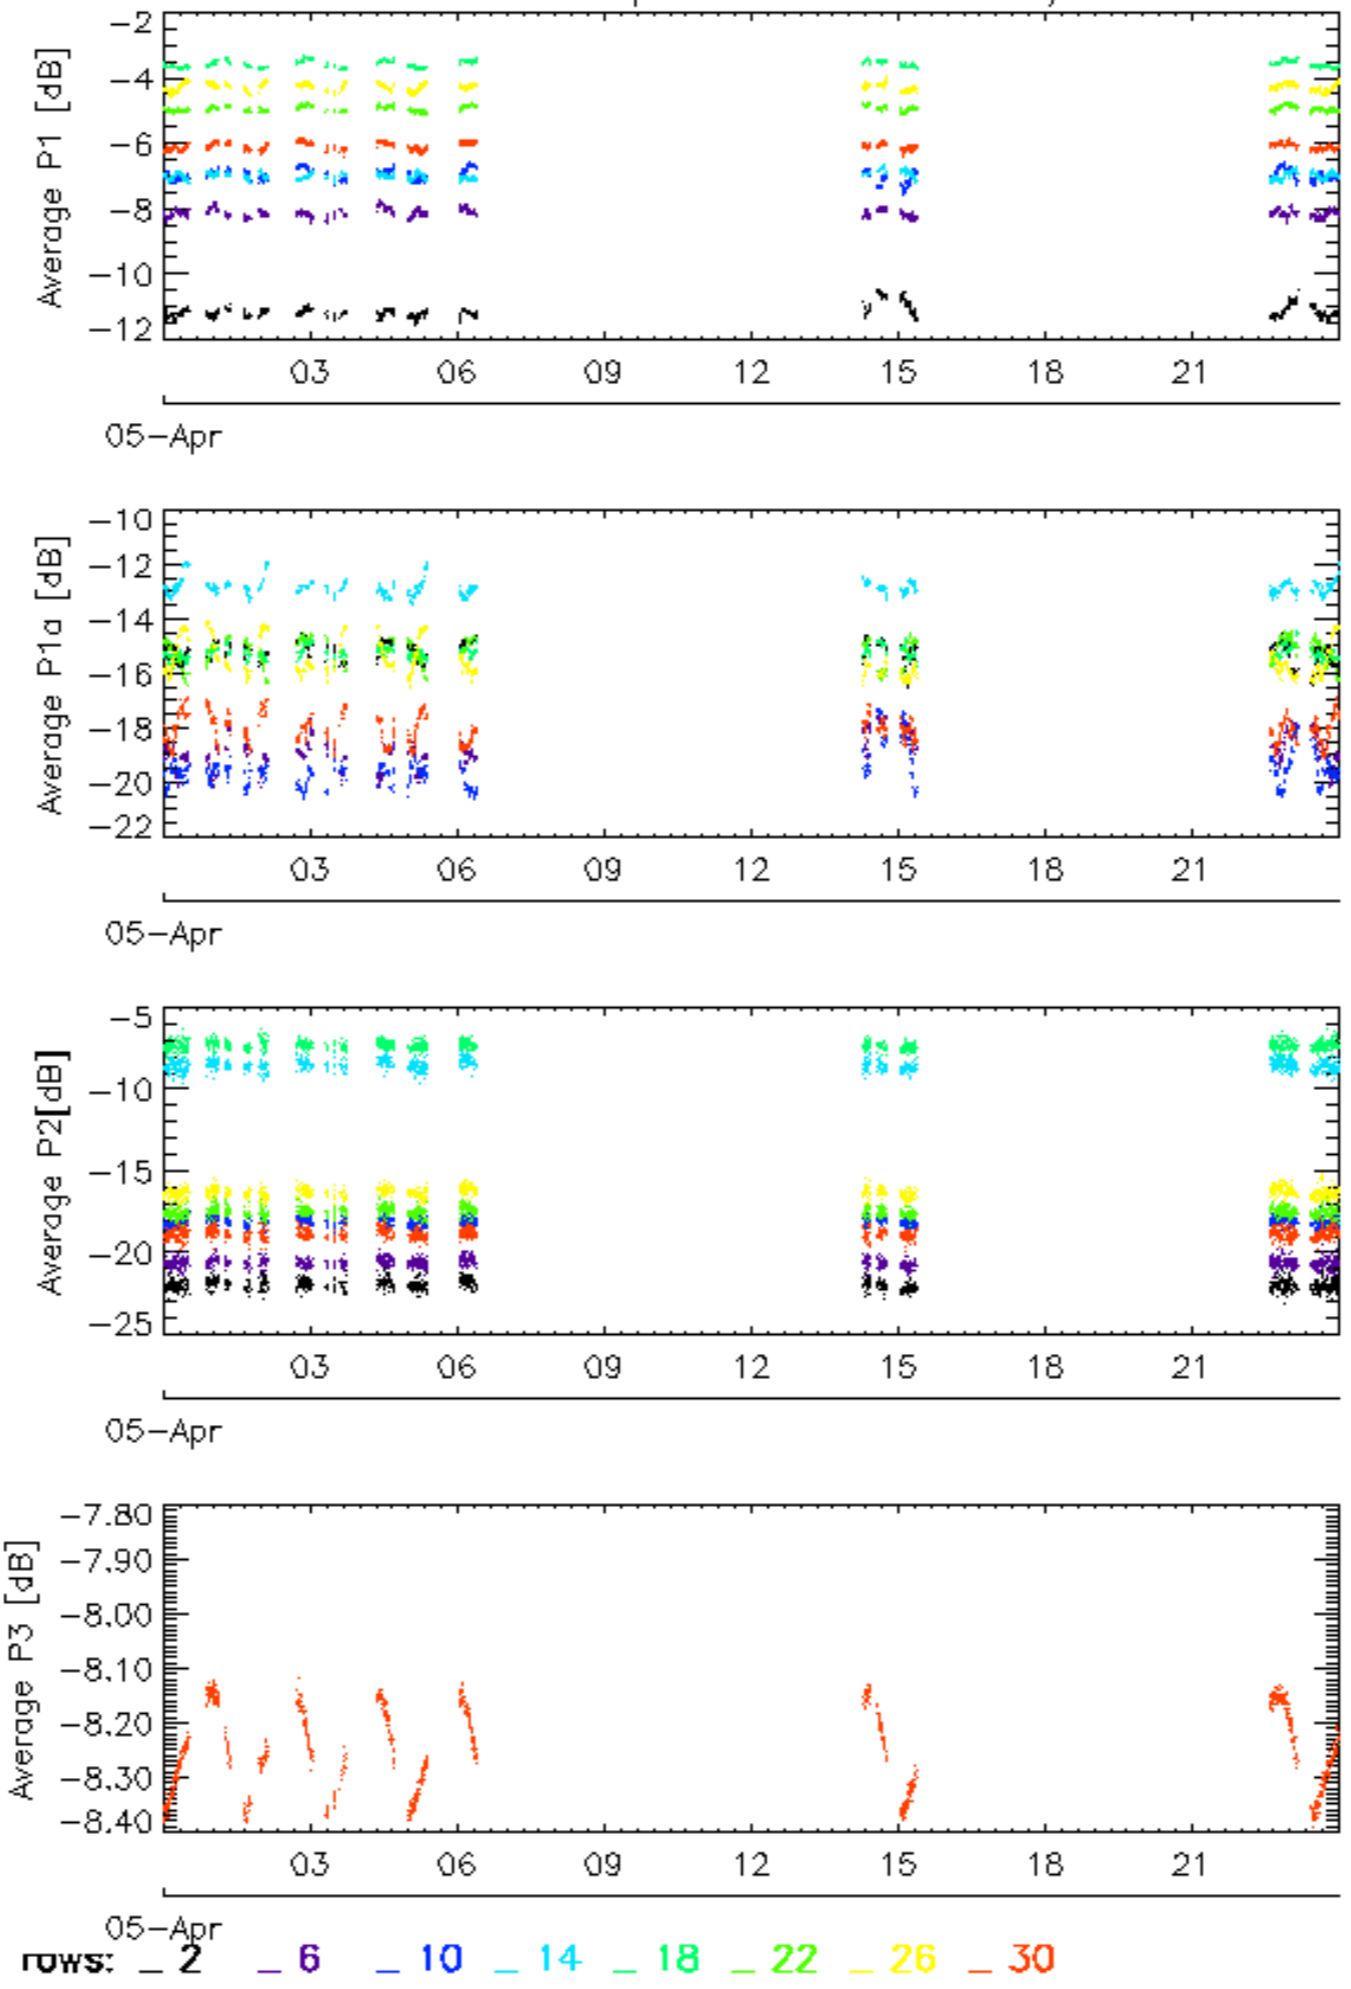 Average P1 [dB]
−2
−4
−6
−8
−10
−12
03 06 09 12 15 18 21
05−Apr
Average P1a [dB]
−10
−12
−14
−16
−18
−20
−22
03 06 09 12 15 18 21
05−Apr
Average P2[dB]
−5
−10
−15
−20
−25
03 06 09 12 15 18 21
05−Apr
Average P3 [dB]
−7.80
−7.90
−8.00
−8.10
−8.20
−8.30
−8.40
03 06 09 12 15 18 21
05−Apr
rows: _ 2 _ 6 _ 10 _ 14 _ 18 _ 22 _ 26 _ 30